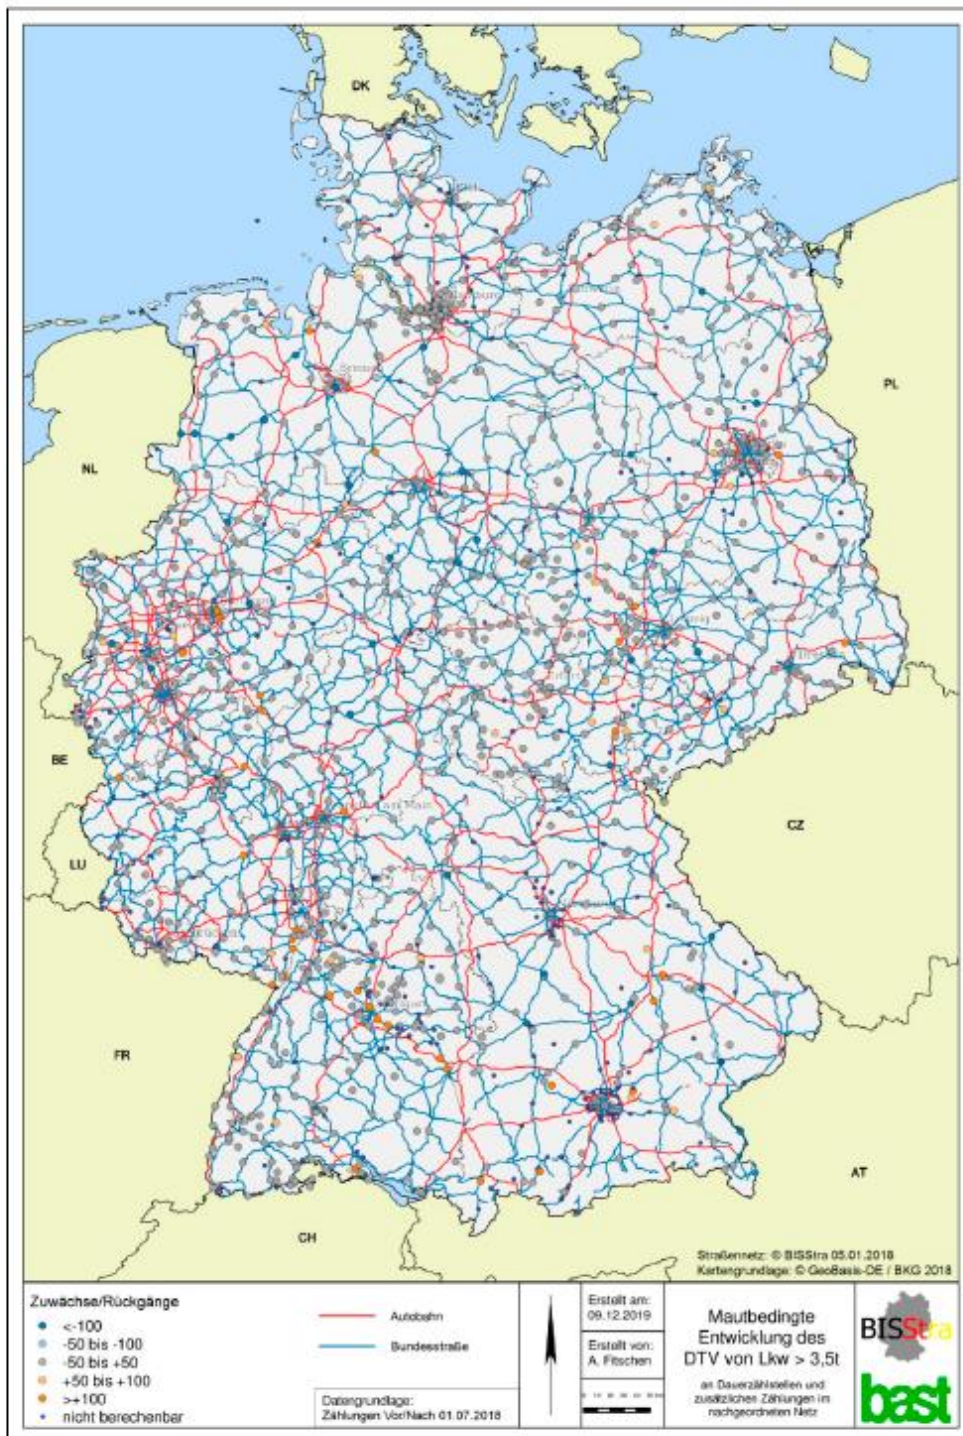 DK
PL
NL
BE
LU
CZ
FR
AT
CH
Straßennetz: © BISStra 05.01.2018
Kartengrundlage: © GeoBasis-DE / BKG 2018
Zuwächse/Rückgänge
<-100
-50 bis -100
-50 bis +50
+50 bis +100
>+100
nicht berechenbar
Autobahn
Bundesstraße
Datengrundlage:
Zählungen Vor/Nach 01.07.2018
Erstellt am:
09.12.2019
Erstellt von:
A. Fitschen
Mautbedingte
Entwicklung des
DTV von Lkw > 3,5t
an Dauerzählstellen und
zusätzlichen Zählungen im
nachgeordneten Netz
BISStra
bast